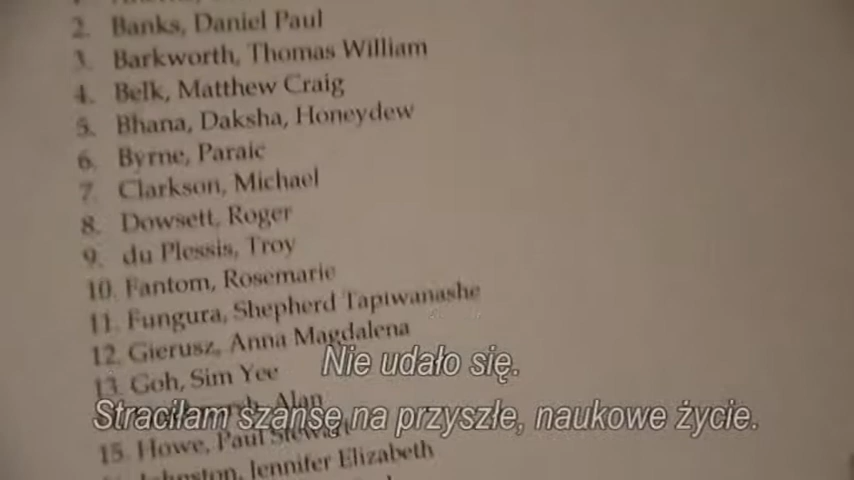 2. Banks, Daniel Paul
3. Barkworth, Thomas William
4. Belk, Matthew Craig
5. Bhana, Daksha, Honeydew
6. Byrne, Paraic
7. Clarkson, Michael
8. Dowsett, Roger
9. du Plessis, Troy
10. Fantom, Rosemarie
11. Fungura, Shepherd Tapiwanashe
12. Gierusz, Anna Magdalena
13. Goh, Sim Yee
Alan
15. Howe, Paul Stewart
Johnston, Jennifer Elizabeth
Nie udało się.
Straciłam szansę na przyszłe, naukowe życie.